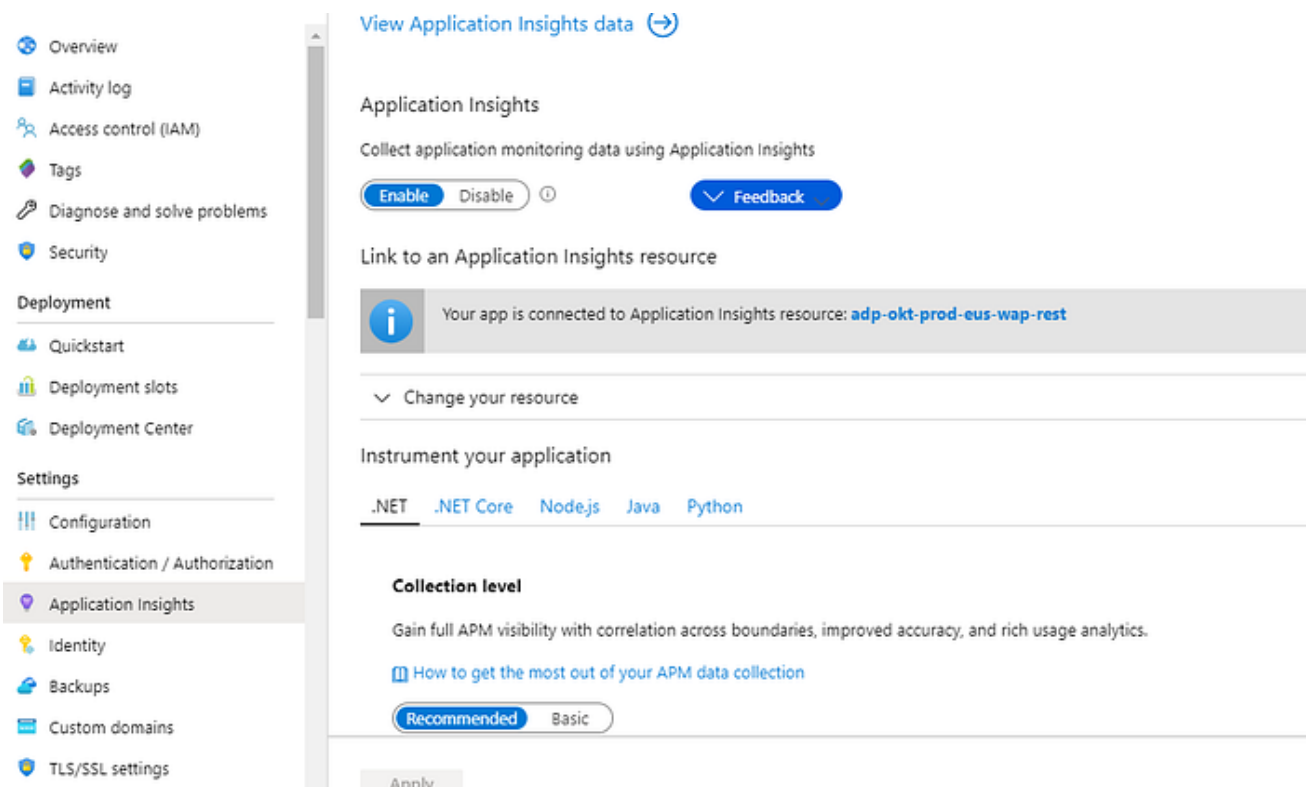 Overview
Activity log
Access control (IAM)
Tags
Diagnose and solve problems
Security
Deployment
Quickstart
Deployment slots
Deployment Center
Settings
Configuration
Authentication / Authorization
Application Insights
Identity
Backups
Custom domains
TLS/SSL settings
View Application Insights data
Application Insights
Collect application monitoring data using Application Insights
Enable Disable
Feedback
Link to an Application Insights resource
Your app is connected to Application Insights resource: adp-okt-prod-eus-wap-rest
Change your resource
Instrument your application
.NET .NET Core Node.js Java Python
Collection level
Gain full APM visibility with correlation across boundaries, improved accuracy, and rich usage analytics.
How to get the most out of your APM data collection
Recommended Basic
Apply